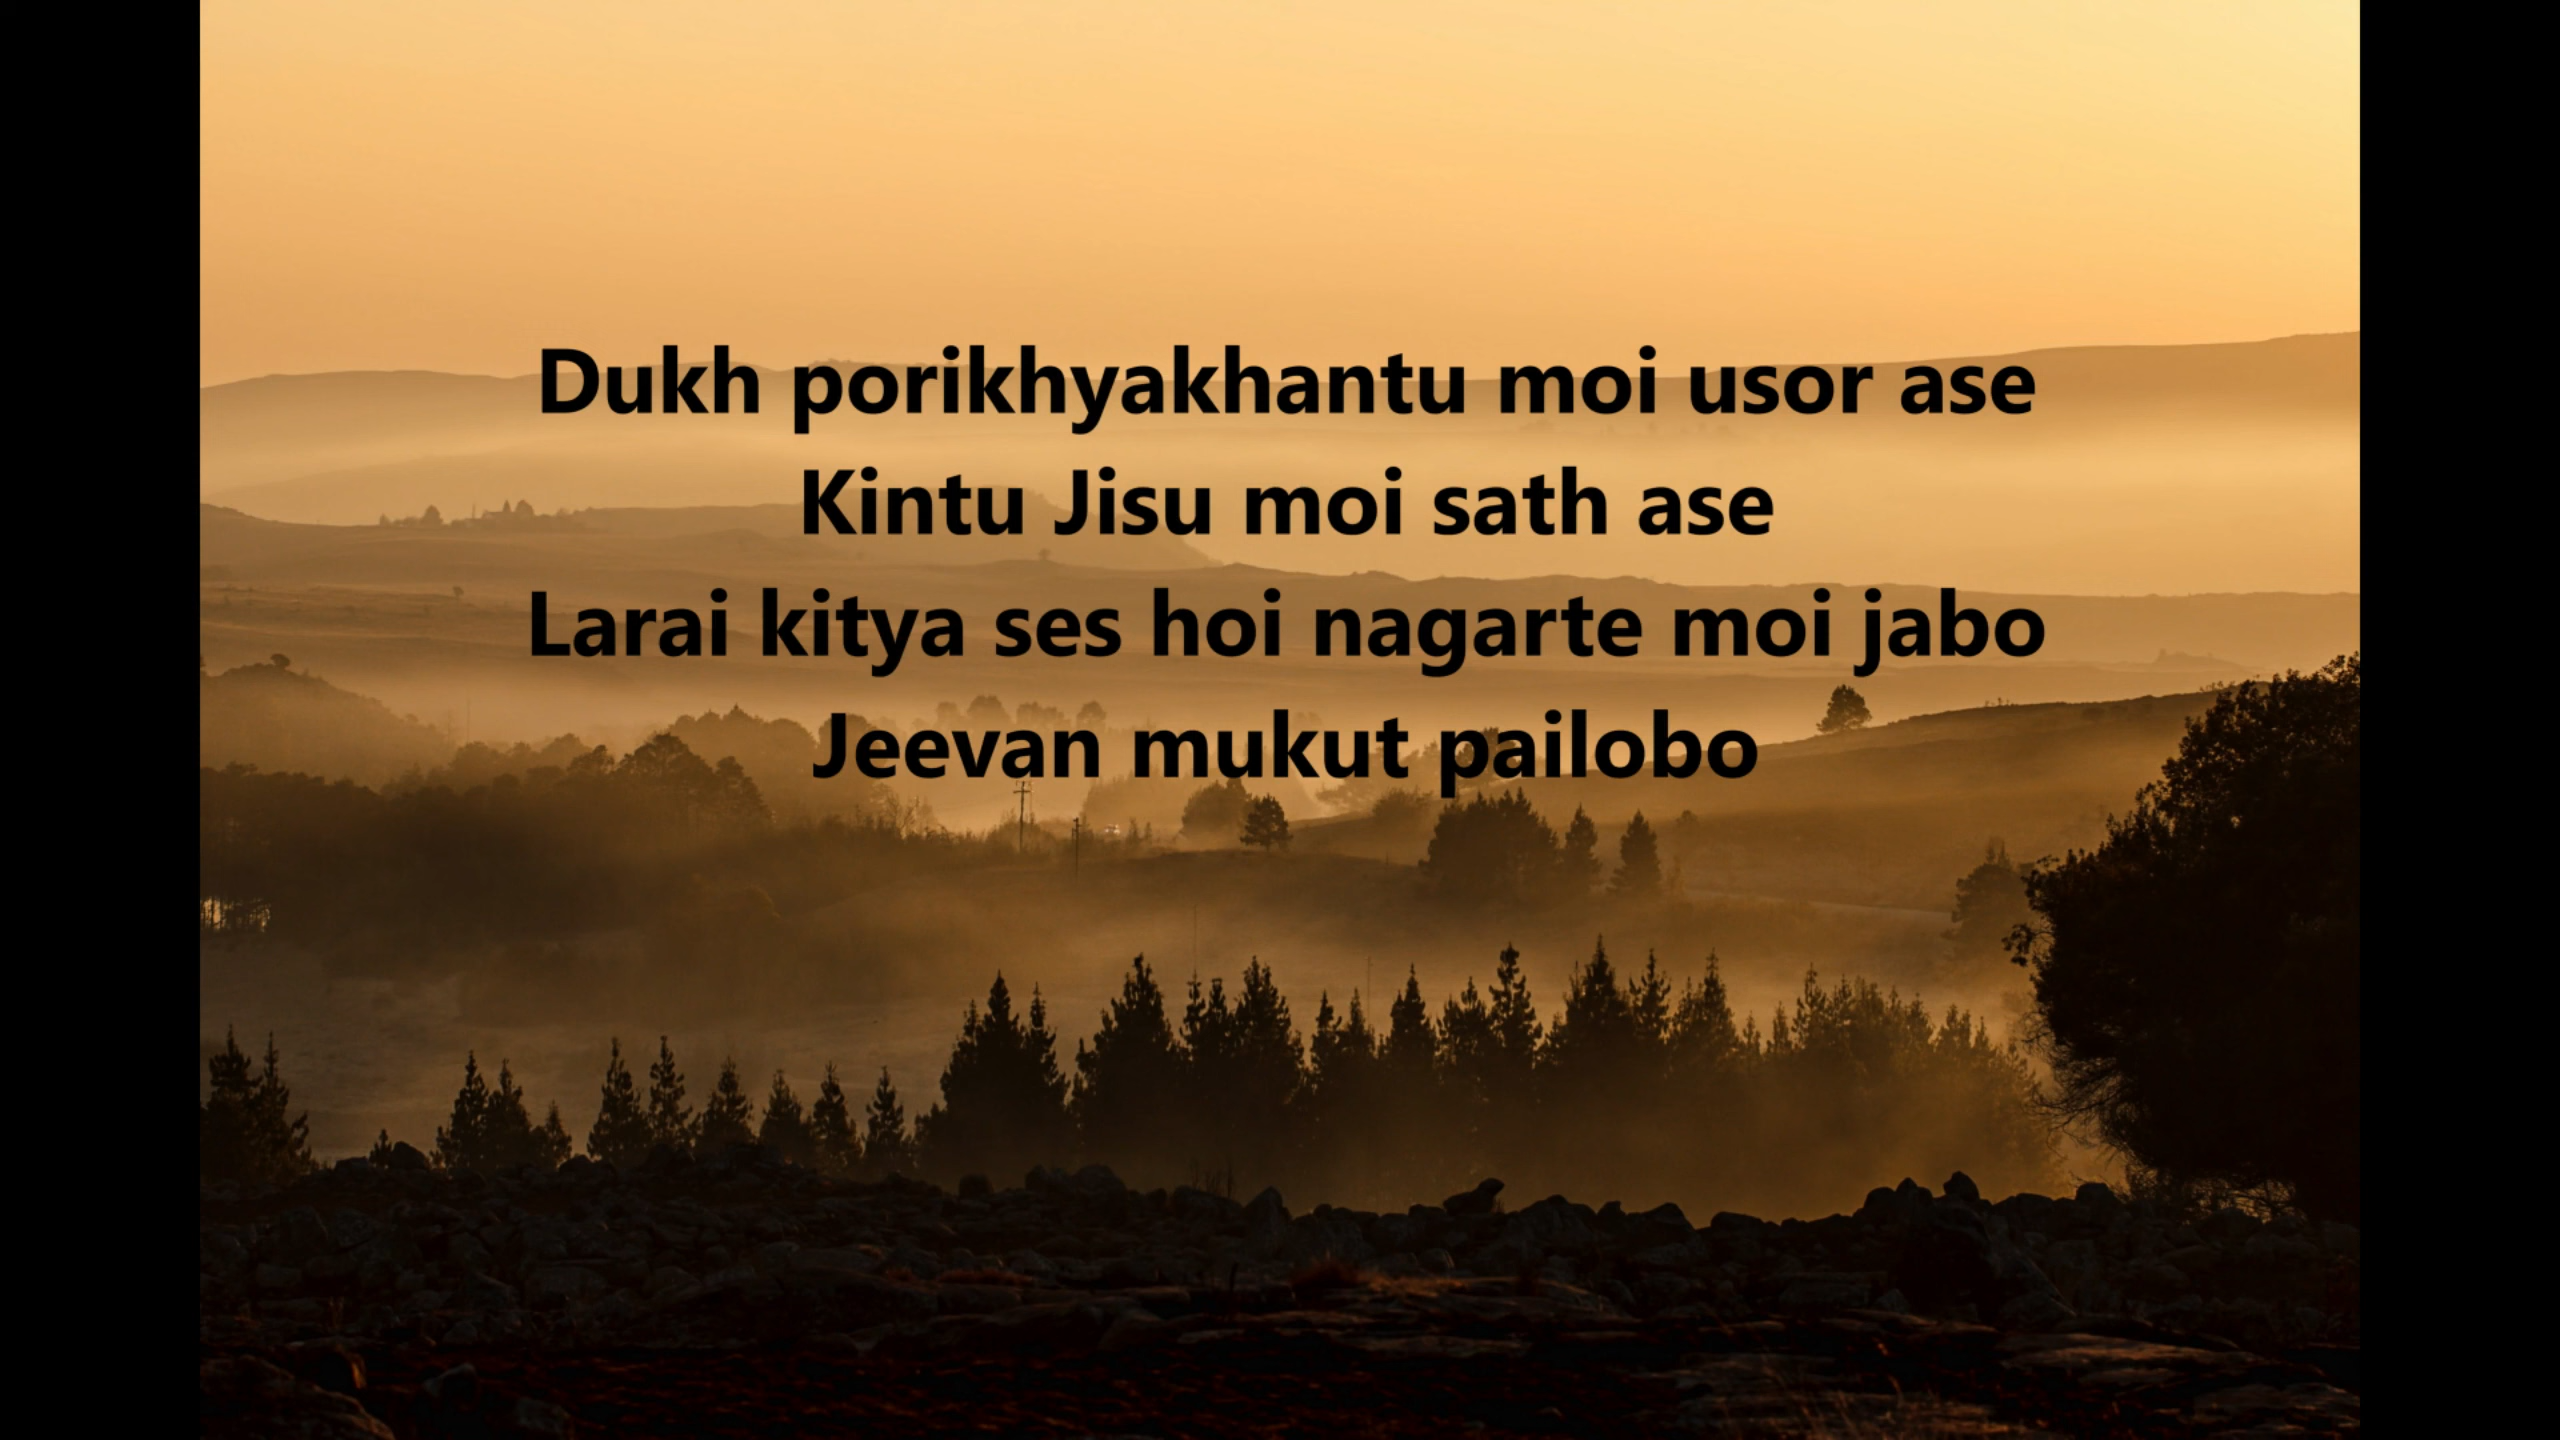 Dukh porikhyakhantu moi usor ase
Kintu Jisu moi sath ase
Larai kitya ses hoi nagarte moi jabo
Jeevan mukut pailobo